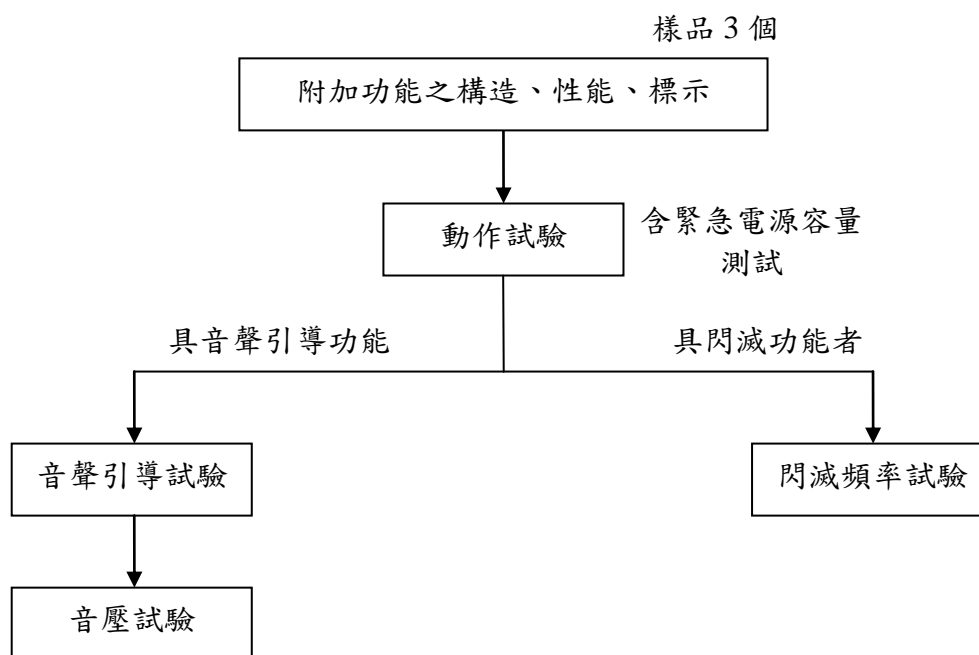 樣品 3 個
附加功能之構造、性能、標示
動作試驗
含緊急電源容量
測試
具音聲引導功能
具閃滅功能者
音聲引導試驗
閃滅頻率試驗
音壓試驗